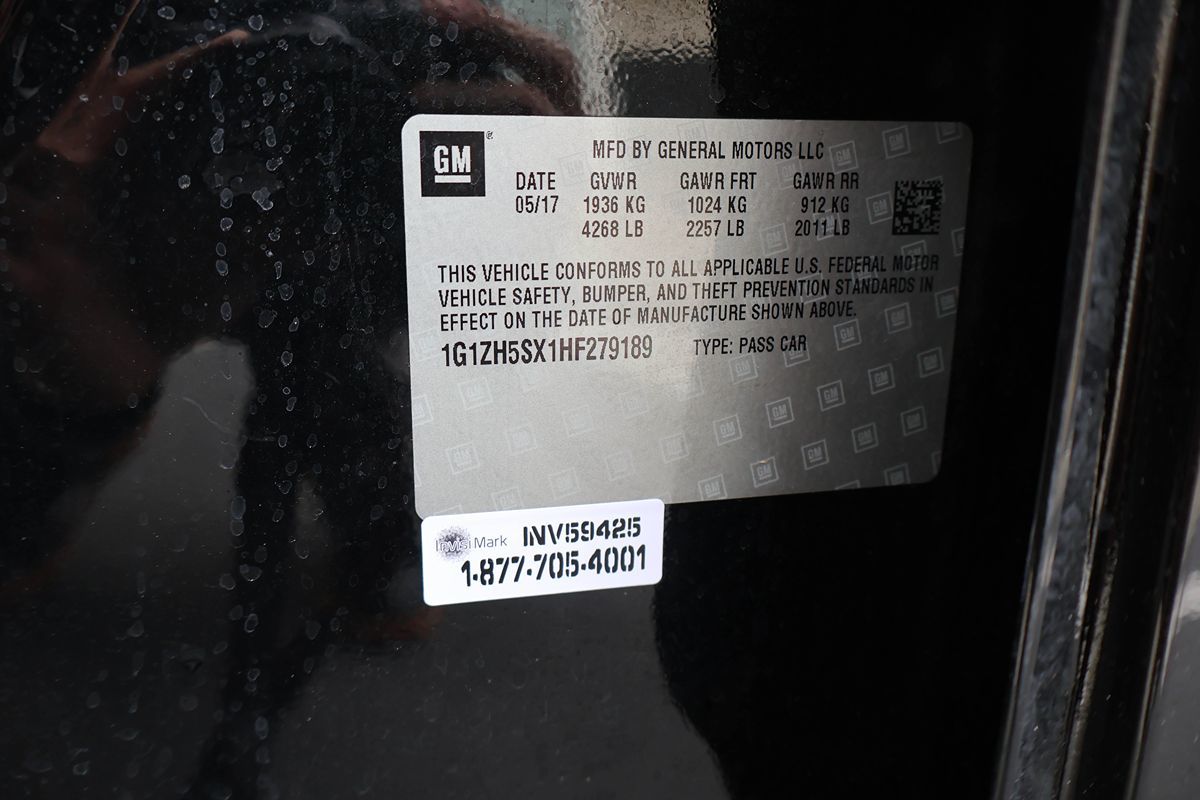 GM
MFD BY GENERAL MOTORS LLC
DATE GVWR GAWR FRT GAWR RR
05/17 1936 KG 1024 KG 912 KG
4268 LB 2257 LB 2011 LB
THIS VEHICLE CONFORMS TO ALL APPLICABLE U.S. FEDERAL MOTOR
VEHICLE SAFETY, BUMPER, AND THEFT PREVENTION STANDARDS IN
EFFECT ON THE DATE OF MANUFACTURE SHOWN ABOVE.
1G1ZH5SX1HF279189 TYPE: PASS CAR
InvisiMark INV59425
1-877-705-4001